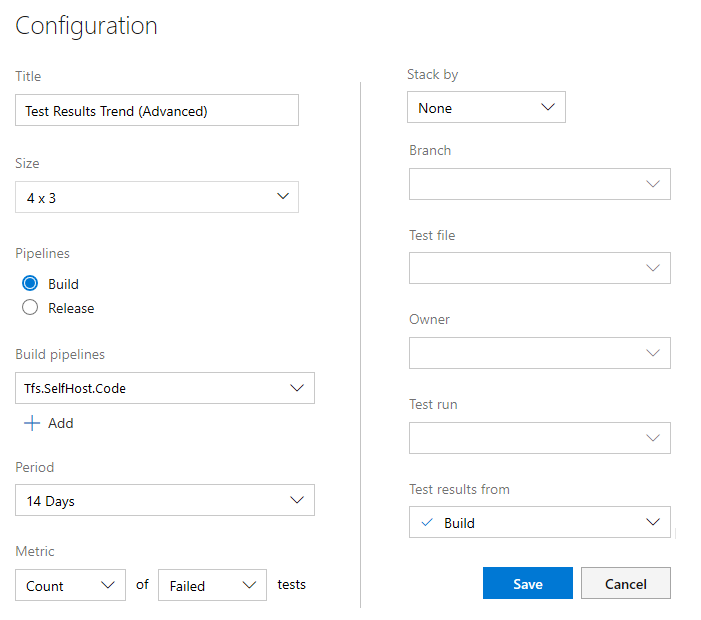 Configuration
Title
Test Results Trend (Advanced)
Size
4 x 3
Pipelines
Build
Release
Build pipelines
Tfs.SelfHost.Code
Add
Period
14 Days
Metric
Count of Failed tests
Stack by
None
Branch
Test file
Owner
Test run
Test results from
Build
Save Cancel